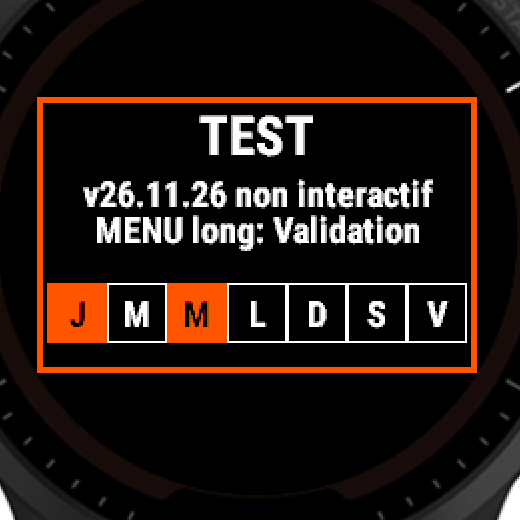 TEST
v26.11.26 non interactif
MENU long: Validation
J M M L D S V